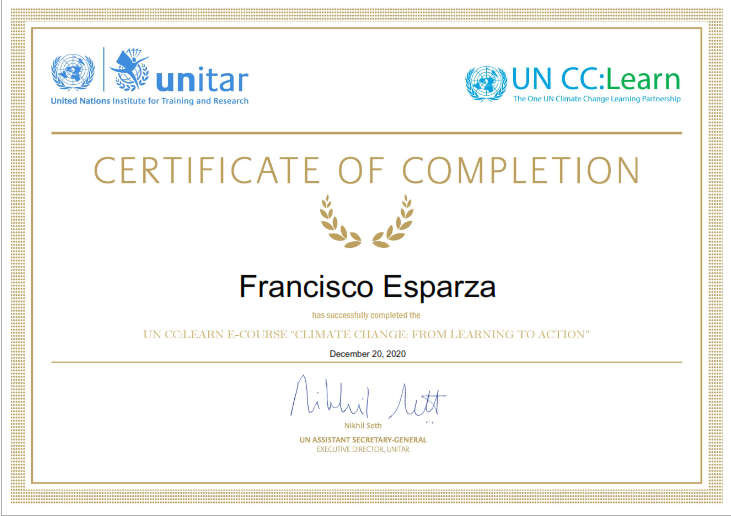 unitar
United Nations Institute for Training and Research
UN CC:Learn
The One UN Climate Change Learning Partnership
CERTIFICATE OF COMPLETION
Francisco Esparza
has successfully completed the
UN CC:LEARN E-COURSE “CLIMATE CHANGE: FROM LEARNING TO ACTION”
December 20, 2020
Nikhil Seth
Nikhil Seth
UN ASSISTANT SECRETARY-GENERAL
EXECUTIVE DIRECTOR, UNITAR